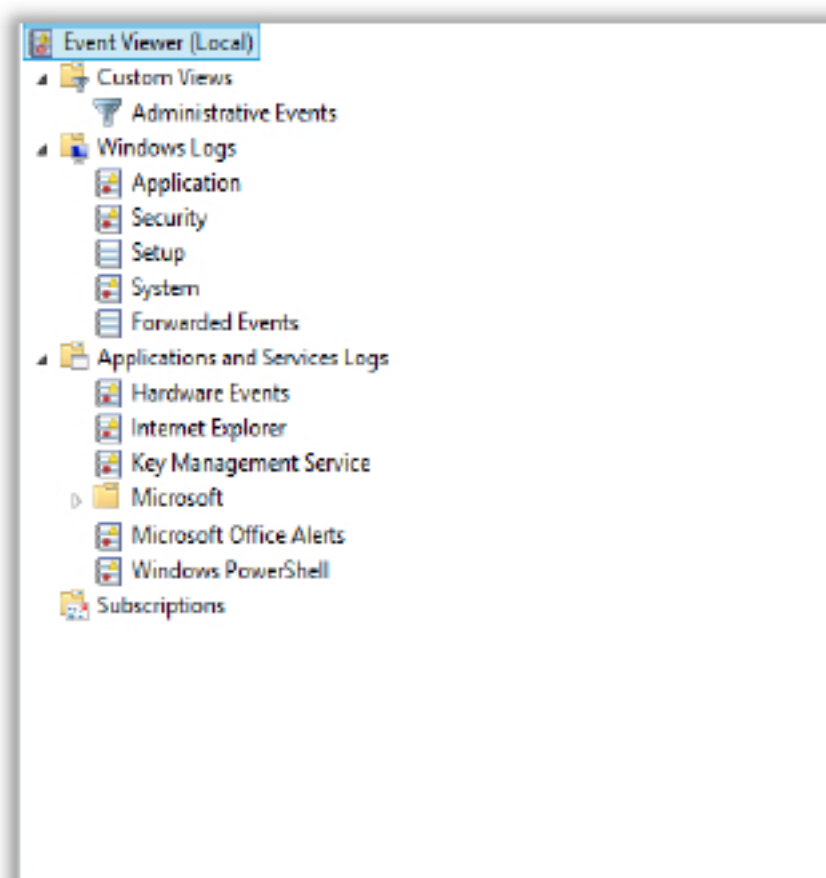 Event Viewer (Local)
Custom Views
Administrative Events
Windows Logs
Application
Security
Setup
System
Forwarded Events
Applications and Services Logs
Hardware Events
Internet Explorer
Key Management Service
Microsoft
Microsoft Office Alerts
Windows PowerShell
Subscriptions